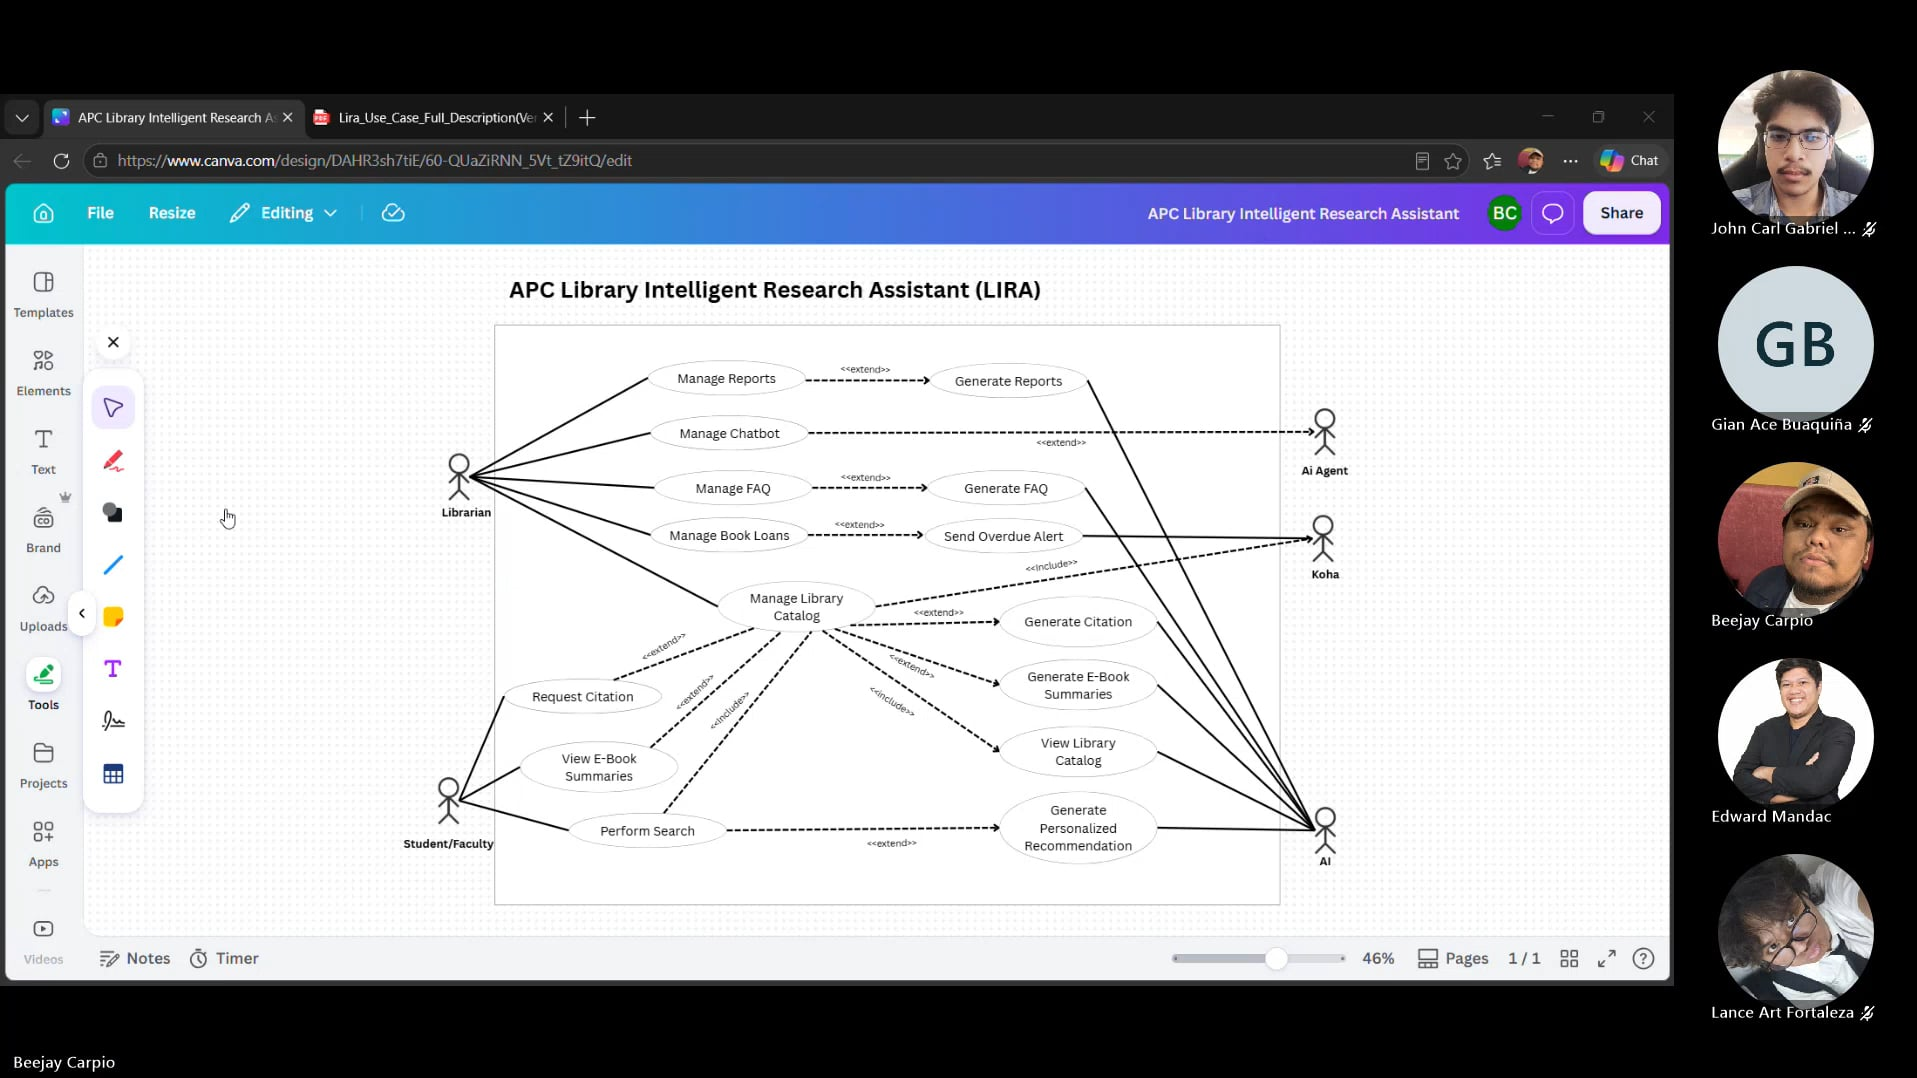 APC Library Intelligent Research As
Lira_Use_Case_Full_Description(Ve
https://www.canva.com/design/DAHR3sh7tiE/60-QUaZiRNN_5Vt_tZ9itQ/edit
Chat
File
Resize
Editing
APC Library Intelligent Research Assistant
BC
Share
Templates
Elements
Text
Brand
Uploads
Tools
Projects
Apps
Videos
APC Library Intelligent Research Assistant (LIRA)
Manage Reports
<<extend>>
Generate Reports
Manage Chatbot
<<extend>>
Ai Agent
Librarian
Manage FAQ
<<extend>>
Generate FAQ
Manage Book Loans
<<extend>>
Send Overdue Alert
Koha
<<include>>
Manage Library
Catalog
<<extend>>
Generate Citation
<<extend>>
<<extend>>
<<extend>>
Generate E-Book
Summaries
<<include>>
<<include>>
Request Citation
View E-Book
Summaries
View Library
Catalog
Student/Faculty
Perform Search
<<extend>>
Generate
Personalized
Recommendation
AI
Notes
Timer
46%
Pages
1 / 1
John Carl Gabriel ...
GB
Gian Ace Buaquiña
Beejay Carpio
Edward Mandac
Lance Art Fortaleza
Beejay Carpio